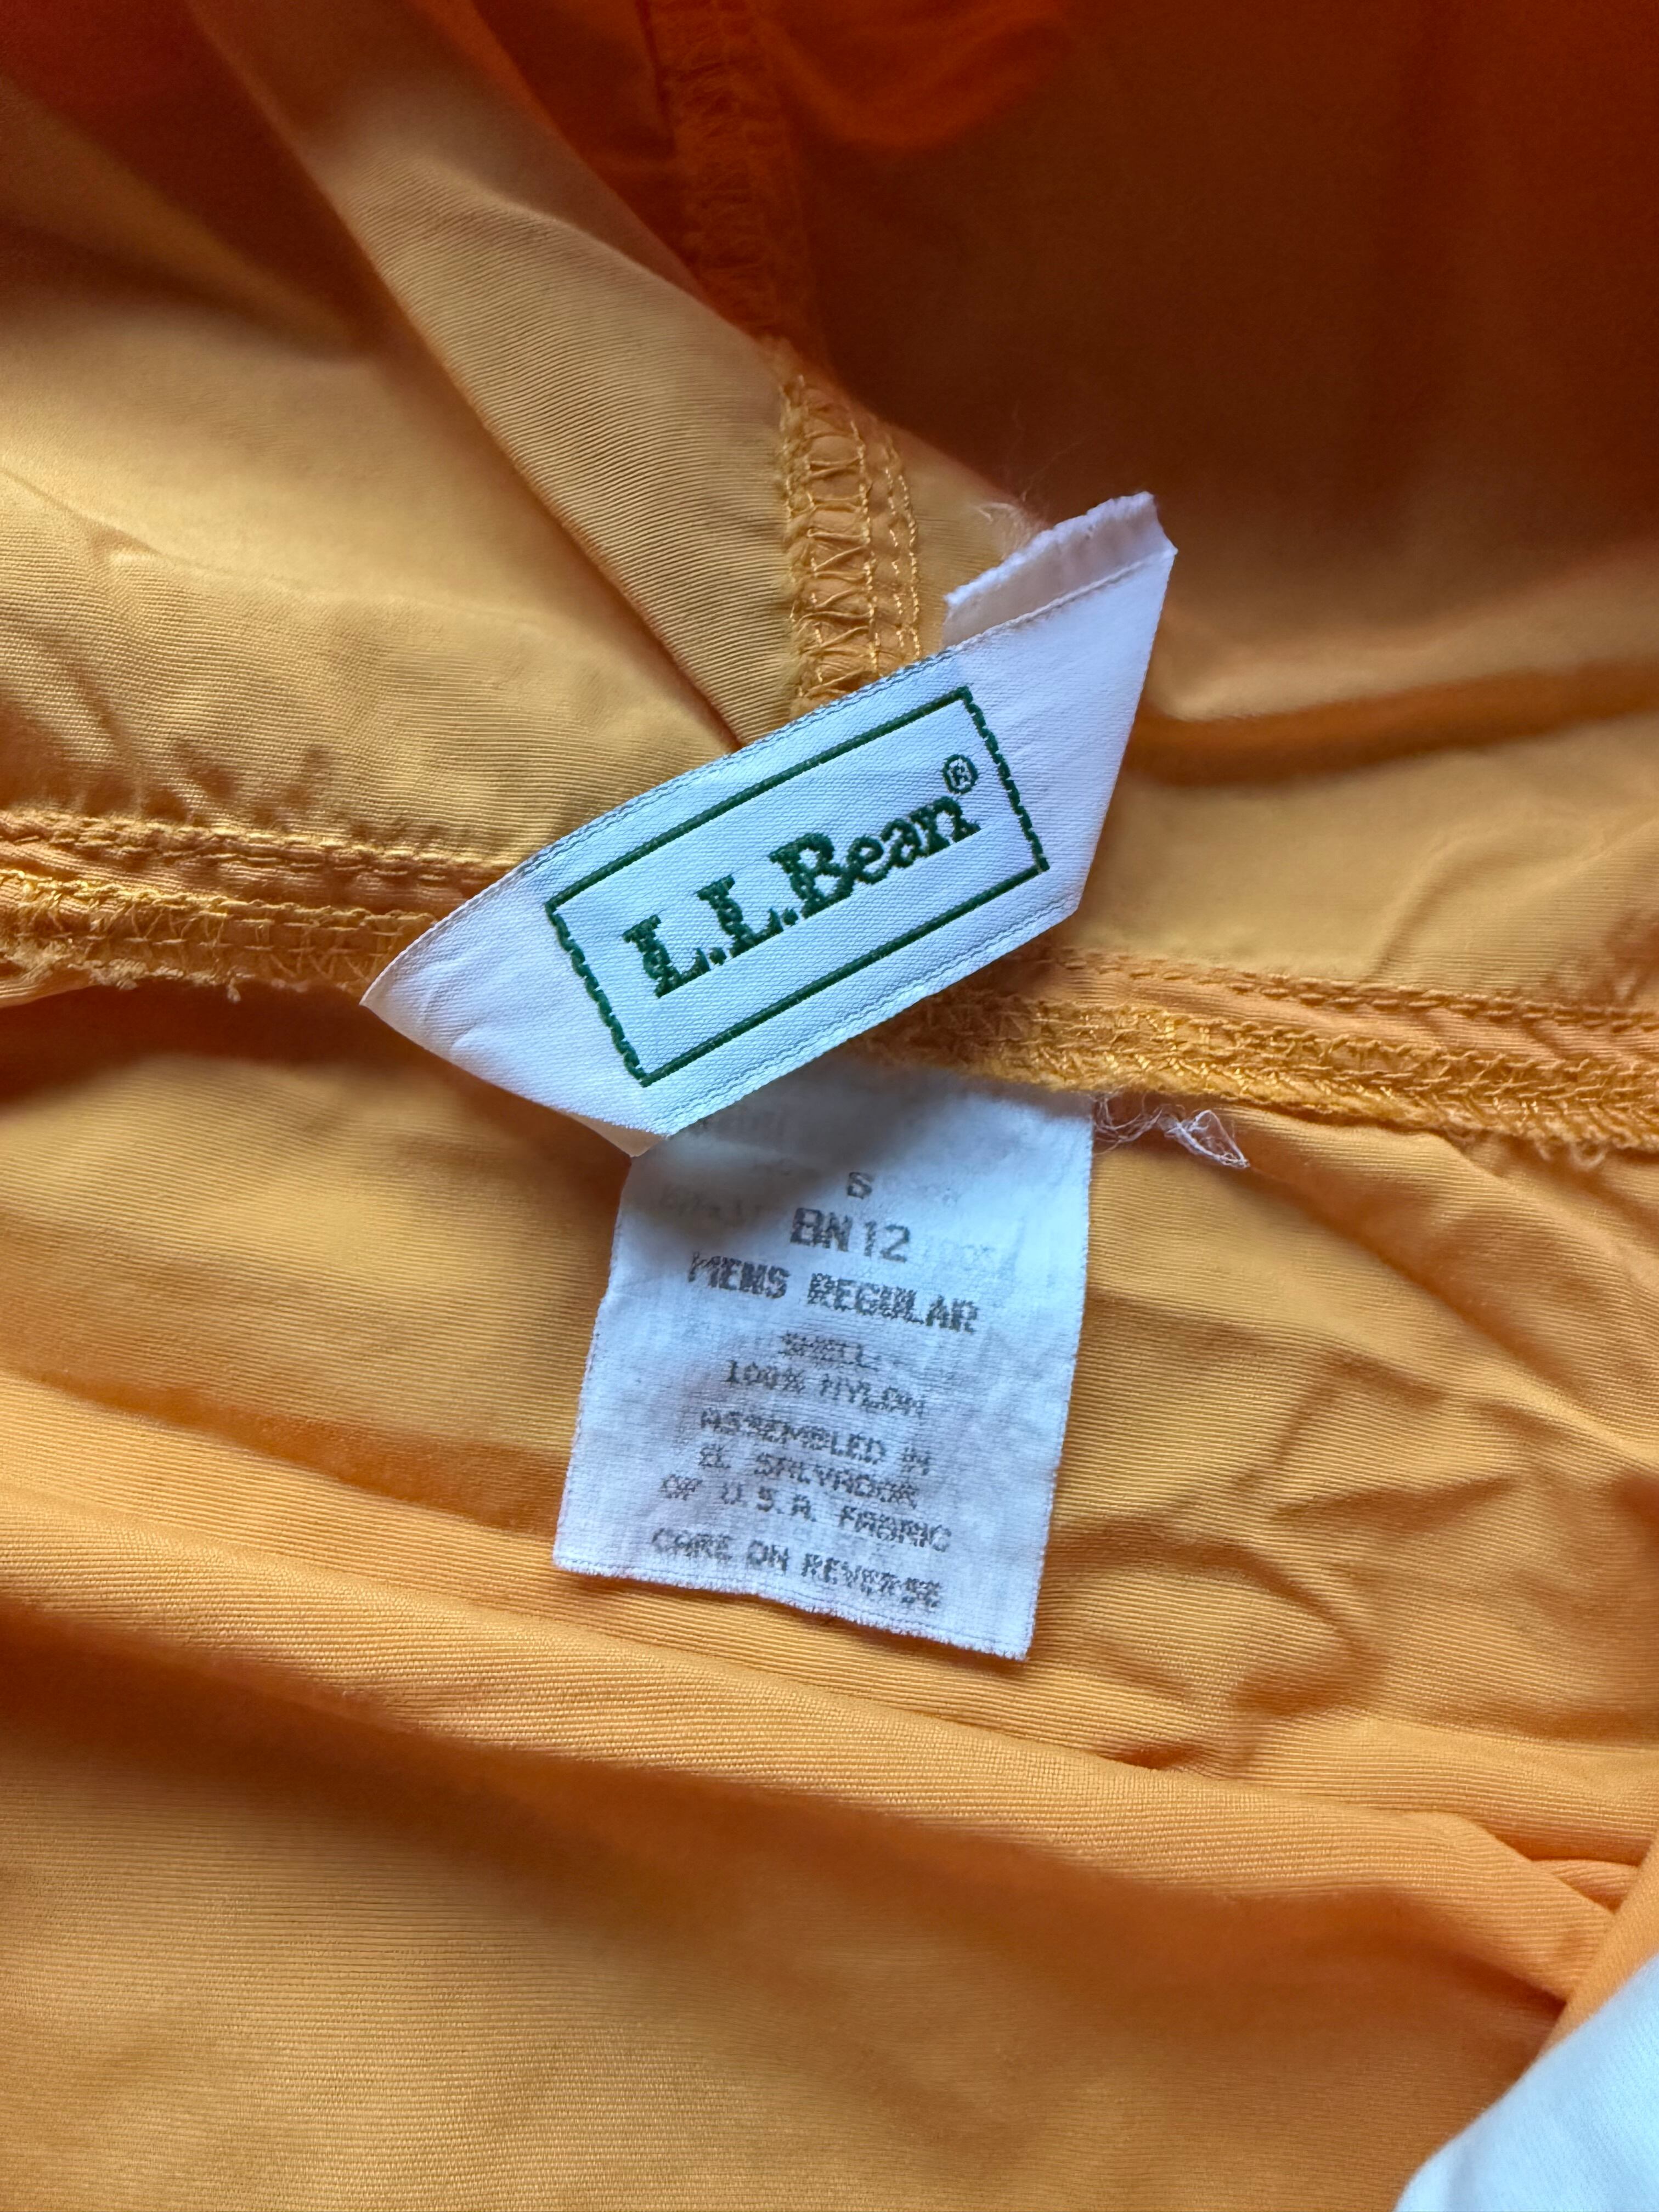 L.L.Bean®
S
BN12
MENS REGULAR
SHELL:
100% NYLON
ASSEMBLED IN
EL SALVADOR
OF U.S.A. FABRIC
CARE ON REVERSE